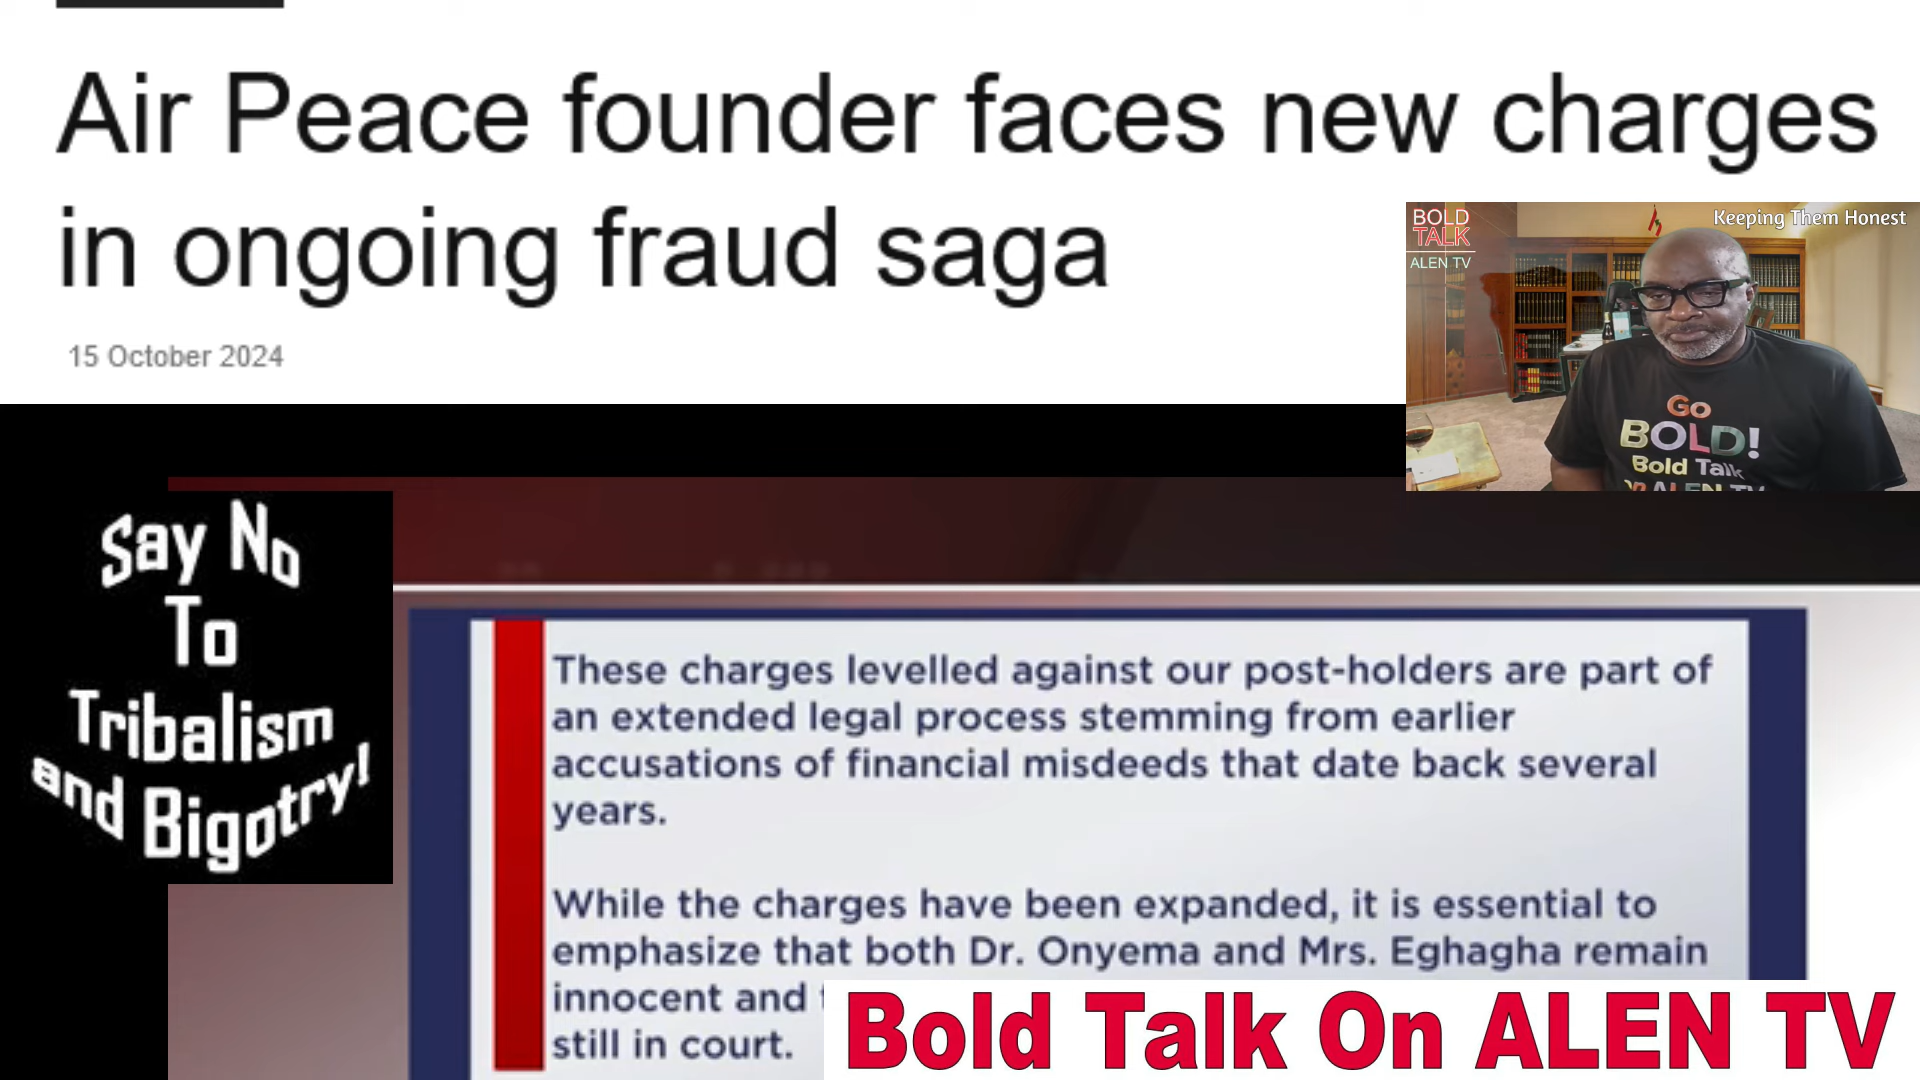 Air Peace founder faces new charges
in ongoing fraud saga
15 October 2024
BOLD
TALK
ALEN TV
Keeping Them Honest
Go
BOLD!
Bold Talk
ALEN TV
Say No
To
Tribalism
and Bigotry!
These charges levelled against our post-holders are part of
an extended legal process stemming from earlier
accusations of financial misdeeds that date back several
years.
While the charges have been expanded, it is essential to
emphasize that both Dr. Onyema and Mrs. Eghagha remain
innocent and
still in court.
Bold Talk On ALEN TV